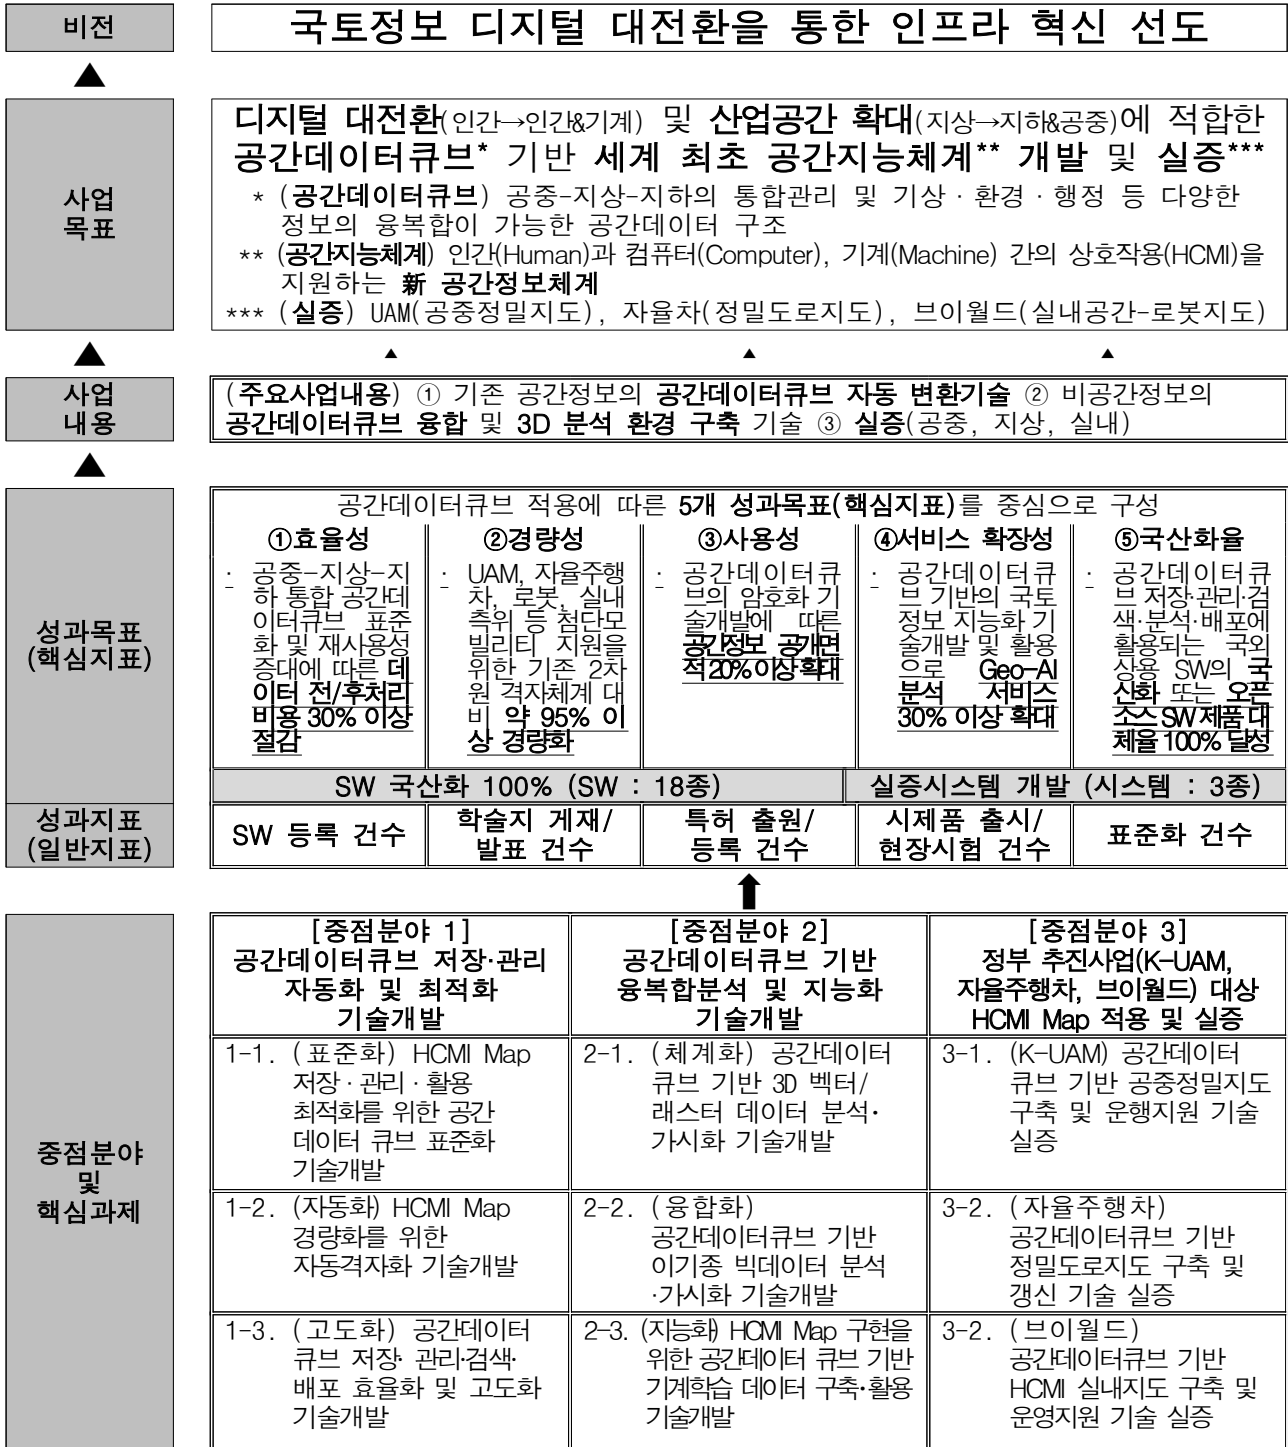 비전
국토정보 디지털 대전환을 통한 인프라 혁신 선도
▲
사업
목표
디지털 대전환(인간→인간&기계) 및 산업공간 확대(지상→지하&공중)에 적합한
공간데이터큐브* 기반 세계 최초 공간지능체계** 개발 및 실증***
* (공간데이터큐브) 공중-지상-지하의 통합관리 및 기상·환경·행정 등 다양한
정보의 융복합이 가능한 공간데이터 구조
** (공간지능체계) 인간(Human)과 컴퓨터(Computer), 기계(Machine) 간의 상호작용(HCMI)을
지원하는 新 공간정보체계
*** (실증) UAM(공중정밀지도), 자율차(정밀도로지도), 브이월드(실내공간-로봇지도)
▲ ▲ ▲ ▲
사업
내용
(주요사업내용) ① 기존 공간정보의 공간데이터큐브 자동 변환기술 ② 비공간정보의
공간데이터큐브 융합 및 3D 분석 환경 구축 기술 ③ 실증(공중, 지상, 실내)
▲
성과목표
(핵심지표)
공간데이터큐브 적용에 따른 5개 성과목표(핵심지표)를 중심으로 구성
①효율성
· 공중-지상-지
하 통합 공간데
이터큐브 표준
화 및 재사용성
증대에 따른 데
이터 전/후처리
비용 30% 이상
절감
②경량성
· UAM, 자율주행
차, 로봇, 실내
측위 등 첨단모
빌리티 지원을
위한 기존 2차
원 격자체계 대
비 약 95% 이
상 경량화
③사용성
· 공간데이터큐
브의 암호화 기
술개발에 따른
공간정보 공개면
적 20% 이상 확대
④서비스 확장성
· 공간데이터큐
브 기반의 국토
정보 지능화 기
술개발 및 활용
으로 Geo-AI
분석 서비스
30% 이상 확대
⑤국산화율
· 공간데이터큐
브 저장·관리·검
색·분석·배포에
활용되는 국외
상용 SW의 국
산화 또는 오픈
소스 SW 제품 대
체율 100% 달성
SW 국산화 100% (SW : 18종)
실증시스템 개발 (시스템 : 3종)
성과지표
(일반지표)
SW 등록 건수
학술지 게재/
발표 건수
특허 출원/
등록 건수
시제품 출시/
현장시험 건수
표준화 건수
중점분야
및
핵심과제
[중점분야 1]
공간데이터큐브 저장·관리
자동화 및 최적화
기술개발
[중점분야 2]
공간데이터큐브 기반
융복합분석 및 지능화
기술개발
[중점분야 3]
정부 추진사업(K-UAM,
자율주행차, 브이월드) 대상
HCMI Map 적용 및 실증
1-1. (표준화) HCMI Map
저장·관리·활용
최적화를 위한 공간
데이터 큐브 표준화
기술개발
2-1. (체계화) 공간데이터
큐브 기반 3D 벡터/
래스터 데이터 분석·
가시화 기술개발
3-1. (K-UAM) 공간데이터
큐브 기반 공중정밀지도
구축 및 운행지원 기술
실증
1-2. (자동화) HCMI Map
경량화를 위한
자동격자화 기술개발
2-2. (융합화)
공간데이터큐브 기반
이기종 빅데이터 분석
·가시화 기술개발
3-2. (자율주행차)
공간데이터큐브 기반
정밀도로지도 구축 및
갱신 기술 실증
1-3. (고도화) 공간데이터
큐브 저장· 관리·검색·
배포 효율화 및 고도화
기술개발
2-3. (지능화) HCMI Map 구현을
위한 공간데이터 큐브 기반
기계학습 데이터 구축·활용
기술개발
3-2. (브이월드)
공간데이터큐브 기반
HCMI 실내지도 구축 및
운영지원 기술 실증